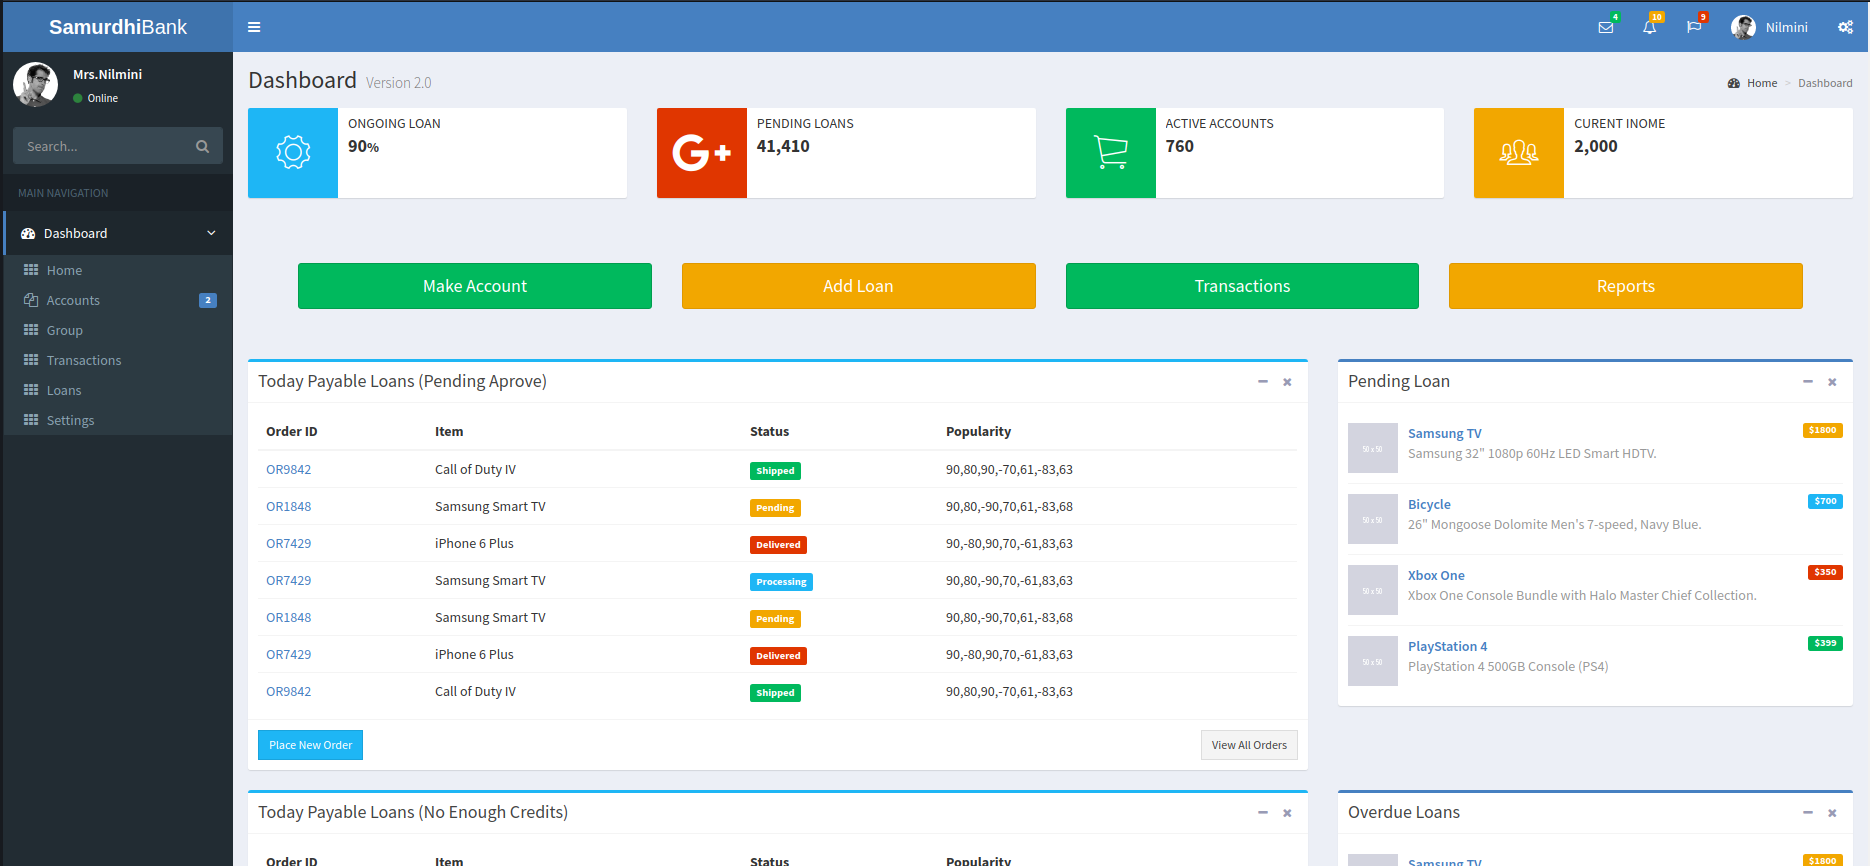 SamurdhiBank
4
10
9
Nilmini
Mrs.Nilmini
Online
Search...
MAIN NAVIGATION
Dashboard
Home
Accounts 2
Group
Transactions
Loans
Settings
Dashboard Version 2.0
Home > Dashboard
ONGOING LOAN
90%
G+
PENDING LOANS
41,410
ACTIVE ACCOUNTS
760
CURENT INOME
2,000
Make Account
Add Loan
Transactions
Reports
Today Payable Loans (Pending Aprove)
Order ID Item Status Popularity
OR9842 Call of Duty IV Shipped 90,80,90,-70,61,-83,63
OR1848 Samsung Smart TV Pending 90,80,-90,70,61,-83,68
OR7429 iPhone 6 Plus Delivered 90,-80,90,70,-61,83,63
OR7429 Samsung Smart TV Processing 90,80,-90,70,-61,83,63
OR1848 Samsung Smart TV Pending 90,80,-90,70,61,-83,68
OR7429 iPhone 6 Plus Delivered 90,-80,90,70,-61,83,63
OR9842 Call of Duty IV Shipped 90,80,90,-70,61,-83,63
Place New Order
View All Orders
Pending Loan
50 x 50
Samsung TV $1800
Samsung 32" 1080p 60Hz LED Smart HDTV.
50 x 50
Bicycle $700
26" Mongoose Dolomite Men's 7-speed, Navy Blue.
50 x 50
Xbox One $350
Xbox One Console Bundle with Halo Master Chief Collection.
50 x 50
PlayStation 4 $399
PlayStation 4 500GB Console (PS4)
Today Payable Loans (No Enough Credits)
Order ID Item Status Popularity
Overdue Loans
Samsung TV $1800